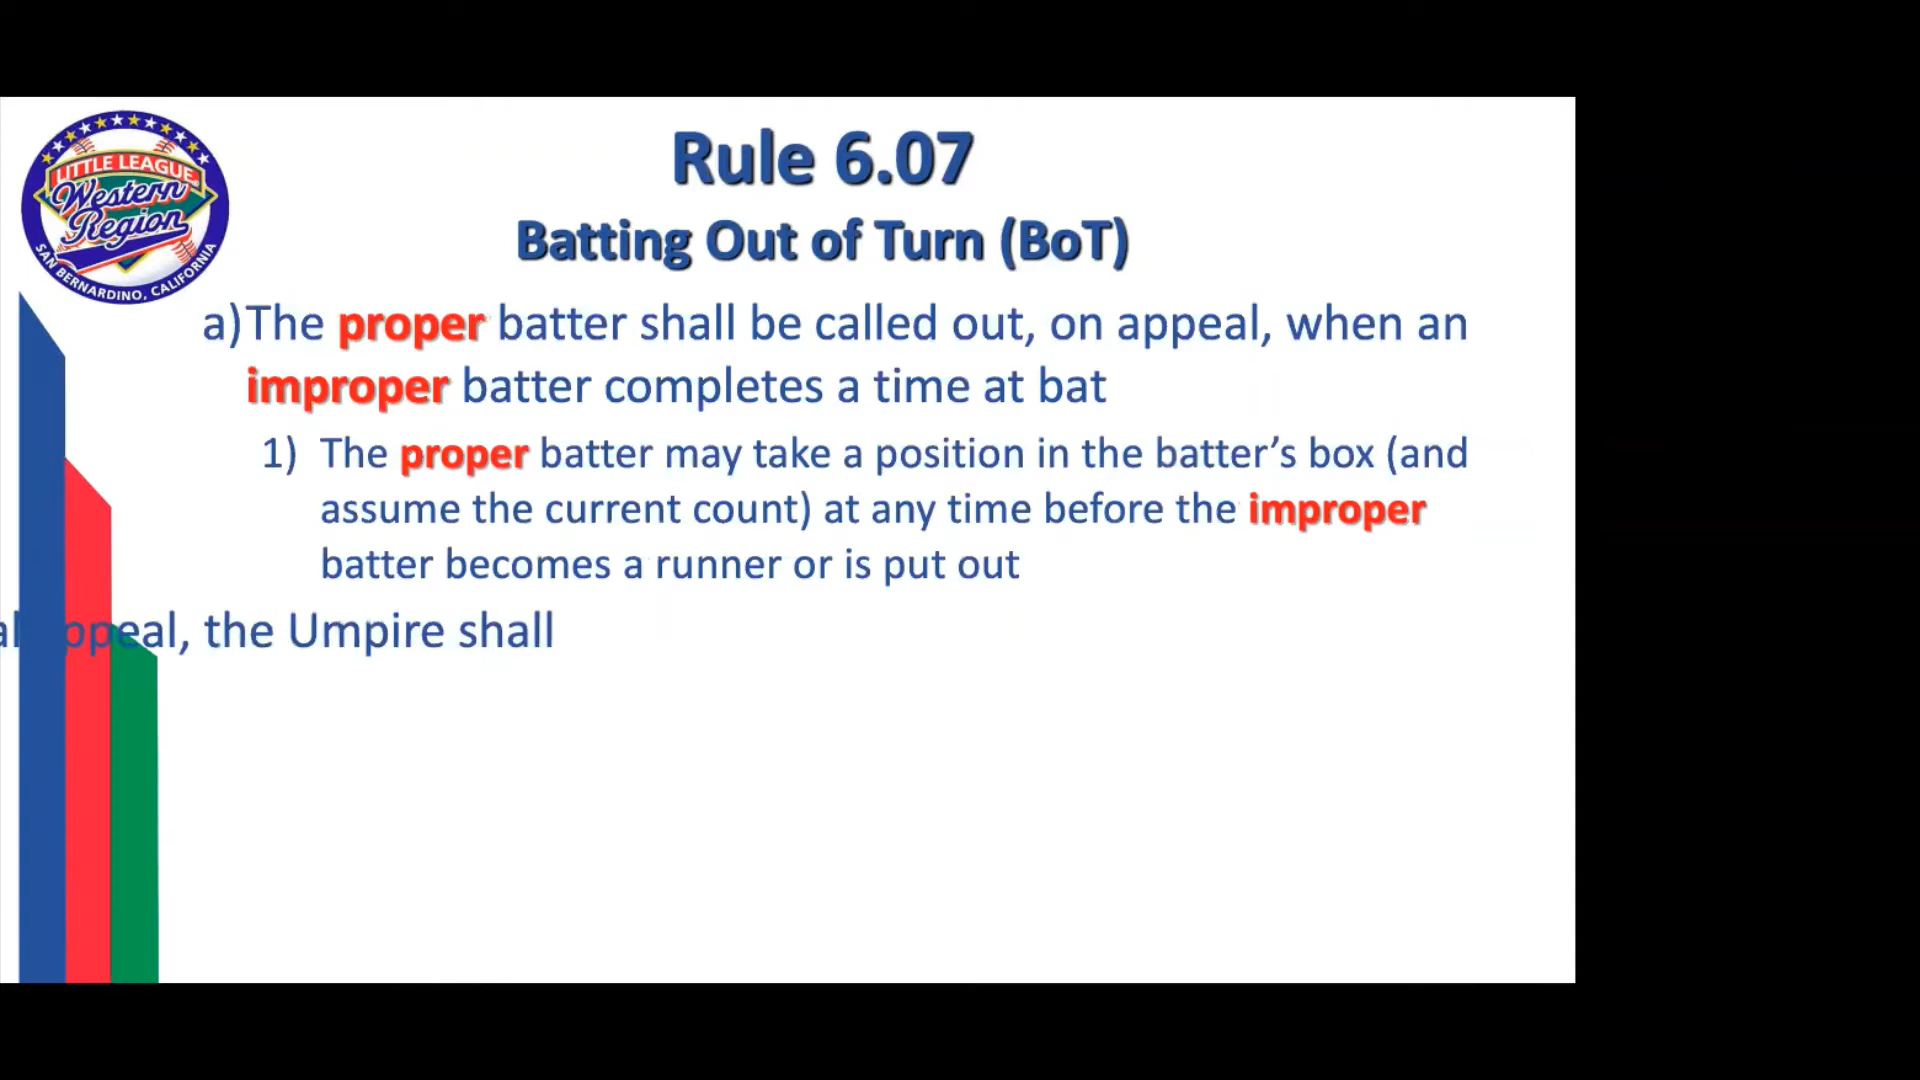 LITTLE LEAGUE
Western
Region
SAN BERNARDINO, CALIFORNIA
Rule 6.07
Batting Out of Turn (BoT)
a) The proper batter shall be called out, on appeal, when an
improper batter completes a time at bat
1) The proper batter may take a position in the batter’s box (and
assume the current count) at any time before the improper
batter becomes a runner or is put out
appeal, the Umpire shall